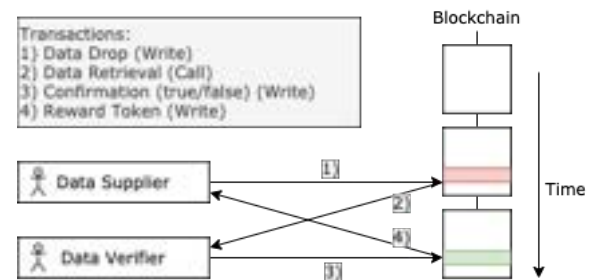 Blockchain
Transactions:
1) Data Drop (Write)
2) Data Retrieval (Call)
3) Confirmation (true/false) (Write)
4) Reward Token (Write)
1)
Data Supplier
Time
2)
4)
Data Verifier
3)